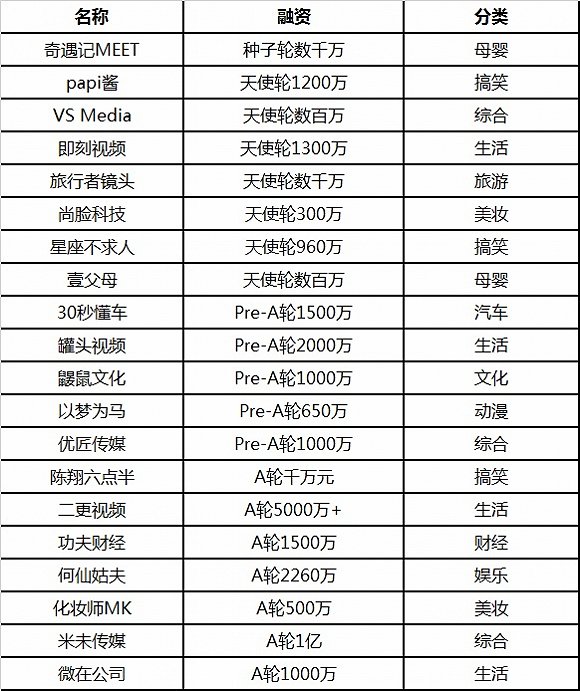 名称 融资 分类
奇遇记MEET 种子轮数千万 母婴
papi酱 天使轮1200万 搞笑
VS Media 天使轮数百万 综合
即刻视频 天使轮1300万 生活
旅行者镜头 天使轮数千万 旅游
尚脸科技 天使轮300万 美妆
星座不求人 天使轮960万 搞笑
壹父母 天使轮数百万 母婴
30秒懂车 Pre-A轮1500万 汽车
罐头视频 Pre-A轮2000万 生活
鼹鼠文化 Pre-A轮1000万 文化
以梦为马 Pre-A轮650万 动漫
优匠传媒 Pre-A轮1000万 综合
陈翔六点半 A轮千万元 搞笑
二更视频 A轮5000万+ 生活
功夫财经 A轮1500万 财经
何仙姑夫 A轮2260万 娱乐
化妆师MK A轮500万 美妆
米未传媒 A轮1亿 综合
微在公司 A轮1000万 生活